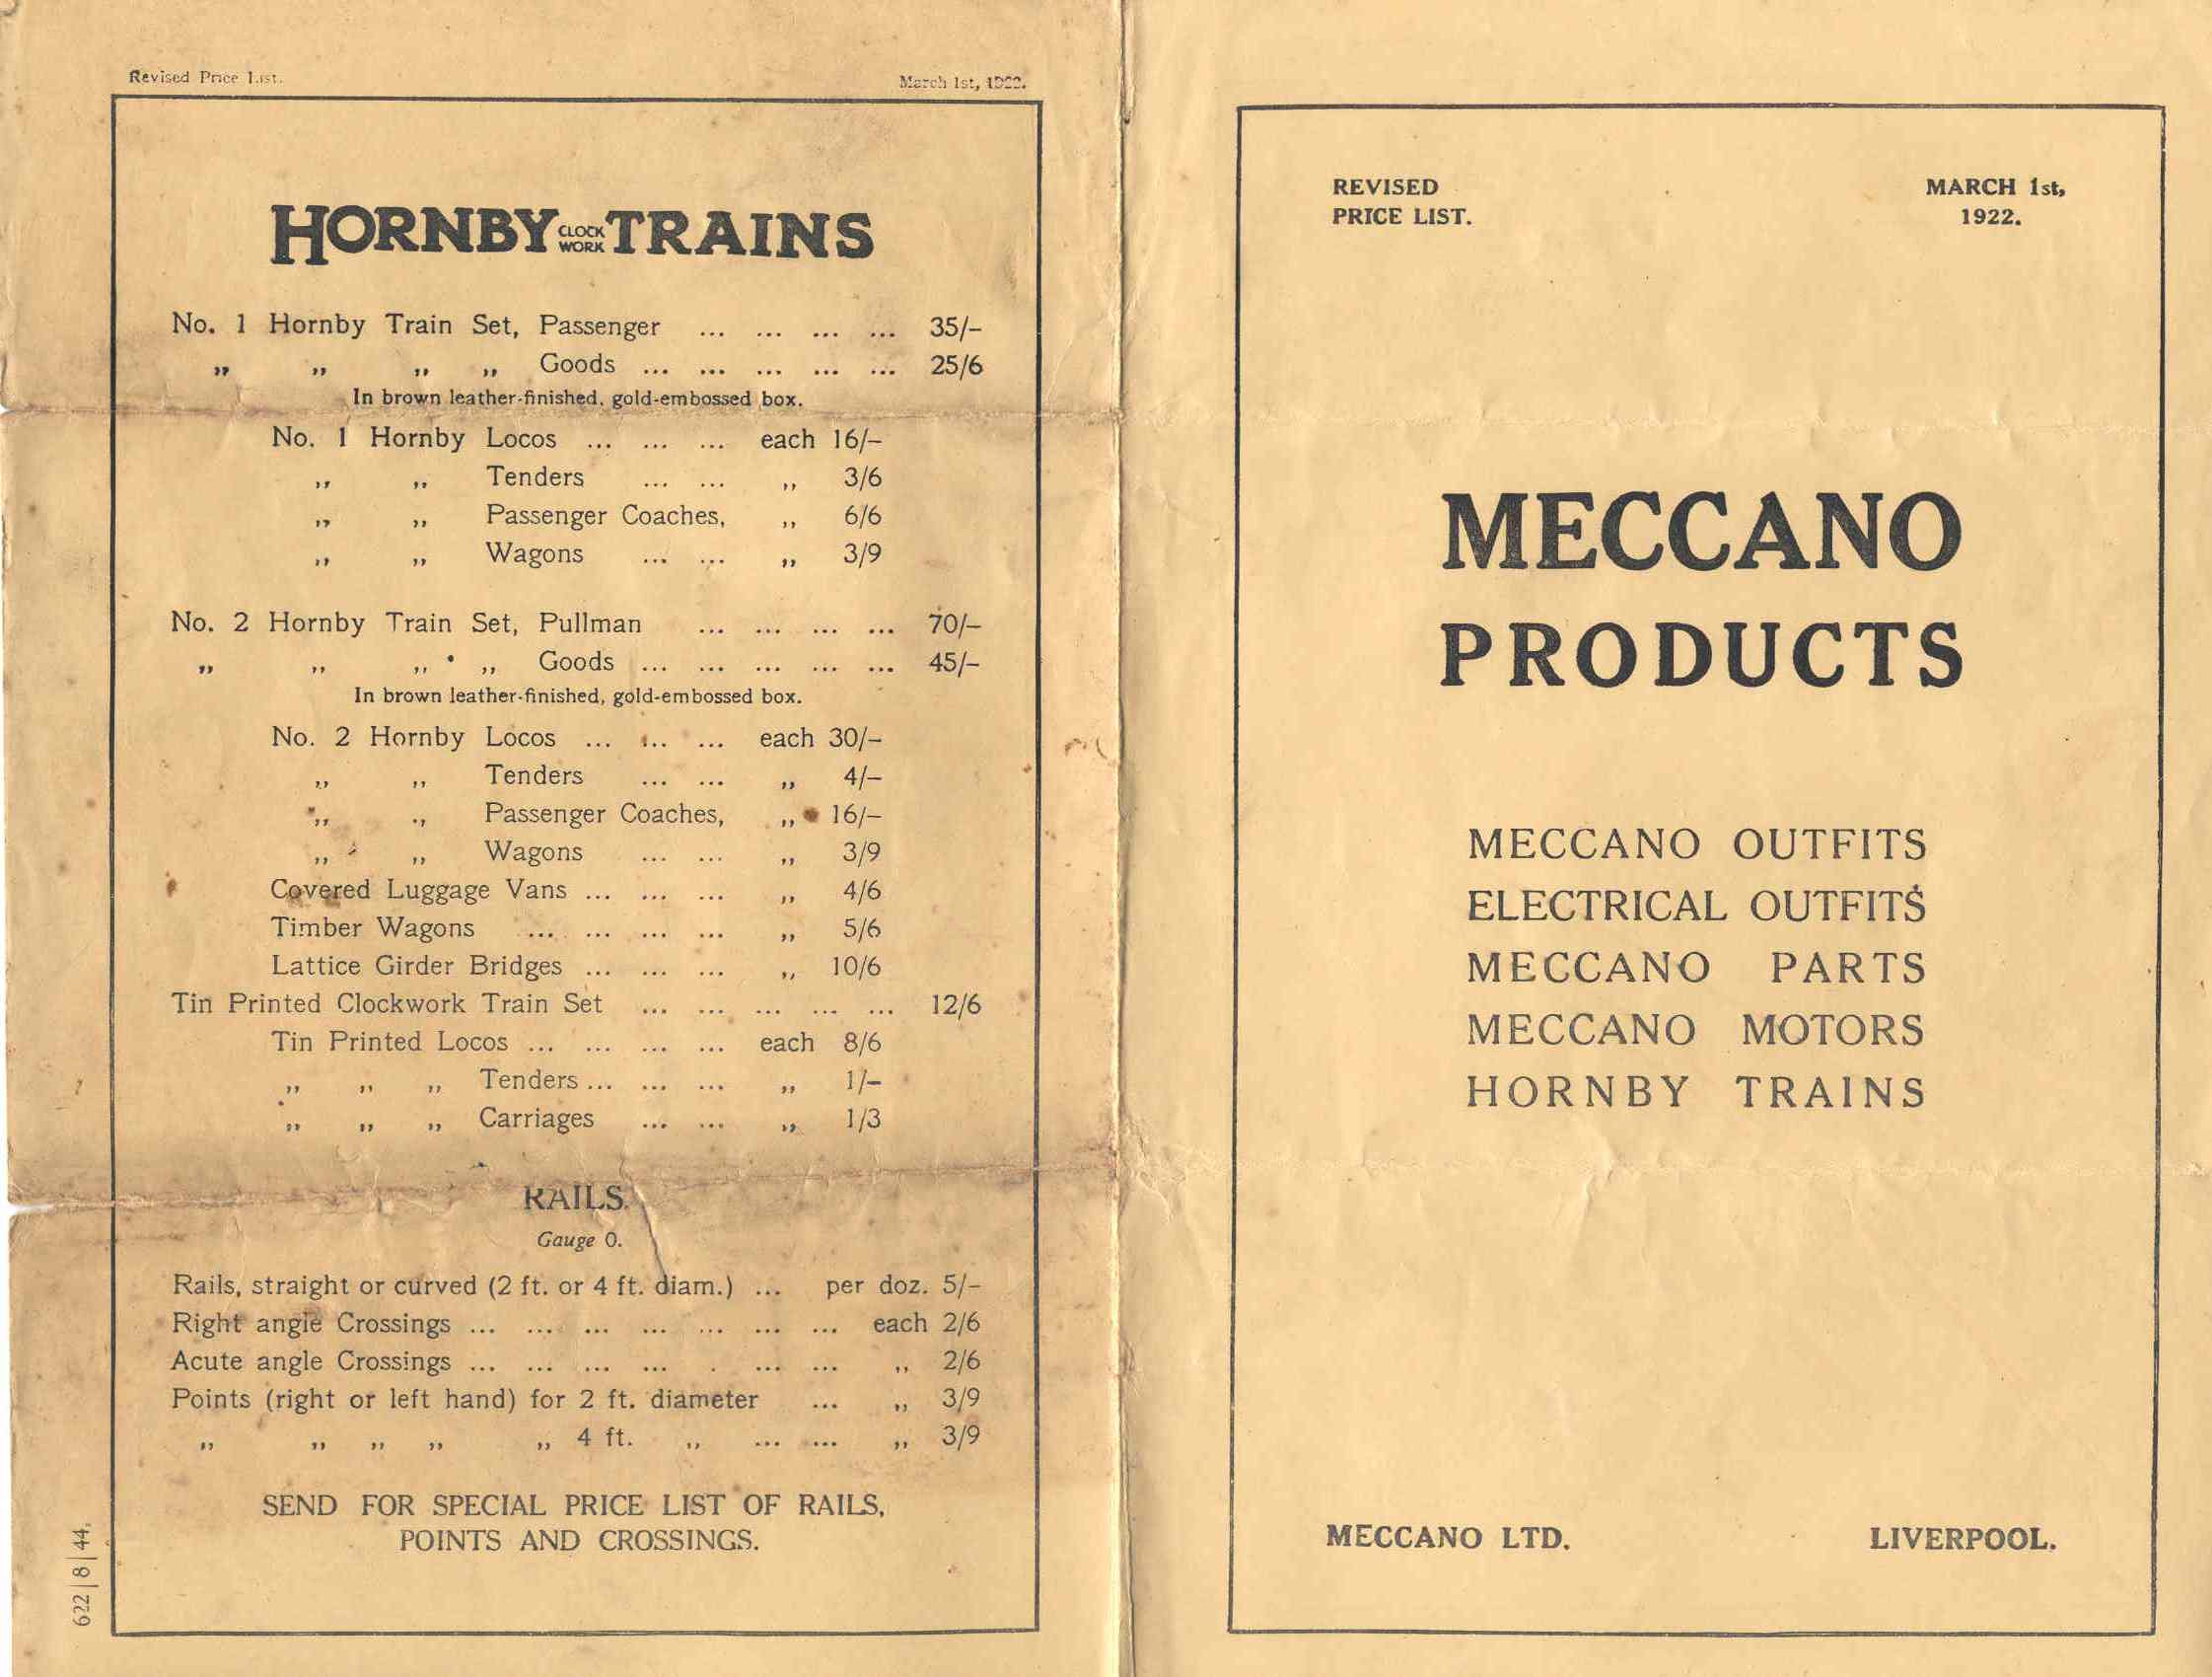 Revised Price List.
March 1st, 1922.
HORNBY CLOCK WORK TRAINS
No. 1 Hornby Train Set, Passenger ... ... ... ... 35/-
„ „ „ „ Goods ... ... ... ... ... 25/6
In brown leather-finished, gold-embossed box.
No. 1 Hornby Locos ... ... ... each 16/-
„ „ Tenders ... ... „ 3/6
„ „ Passenger Coaches, „ 6/6
„ „ Wagons ... ... „ 3/9
No. 2 Hornby Train Set, Pullman ... ... ... ... 70/-
„ „ „ „ Goods ... ... ... ... ... 45/-
In brown leather-finished, gold-embossed box.
No. 2 Hornby Locos ... ... ... each 30/-
„ „ Tenders ... ... „ 4/-
„ „ Passenger Coaches, „ 16/-
„ „ Wagons ... ... „ 3/9
Covered Luggage Vans ... ... ... „ 4/6
Timber Wagons ... ... ... ... „ 5/6
Lattice Girder Bridges ... ... ... „ 10/6
Tin Printed Clockwork Train Set ... ... ... ... ... 12/6
Tin Printed Locos ... ... ... ... each 8/6
„ „ „ Tenders ... ... ... „ 1/-
„ „ „ Carriages ... ... „ 1/3
RAILS.
Gauge 0.
Rails, straight or curved (2 ft. or 4 ft. diam.) ... per doz. 5/-
Right angle Crossings ... ... ... ... ... ... ... each 2/6
Acute angle Crossings ... ... ... ... . ... ... „ 2/6
Points (right or left hand) for 2 ft. diameter ... „ 3/9
„ „ „ „ „ 4 ft. „ ... ... „ 3/9
SEND FOR SPECIAL PRICE LIST OF RAILS,
POINTS AND CROSSINGS.
622|8|44.
REVISED
PRICE LIST.
MARCH 1st,
1922.
MECCANO
PRODUCTS
MECCANO OUTFITS
ELECTRICAL OUTFITS
MECCANO PARTS
MECCANO MOTORS
HORNBY TRAINS
MECCANO LTD. LIVERPOOL.